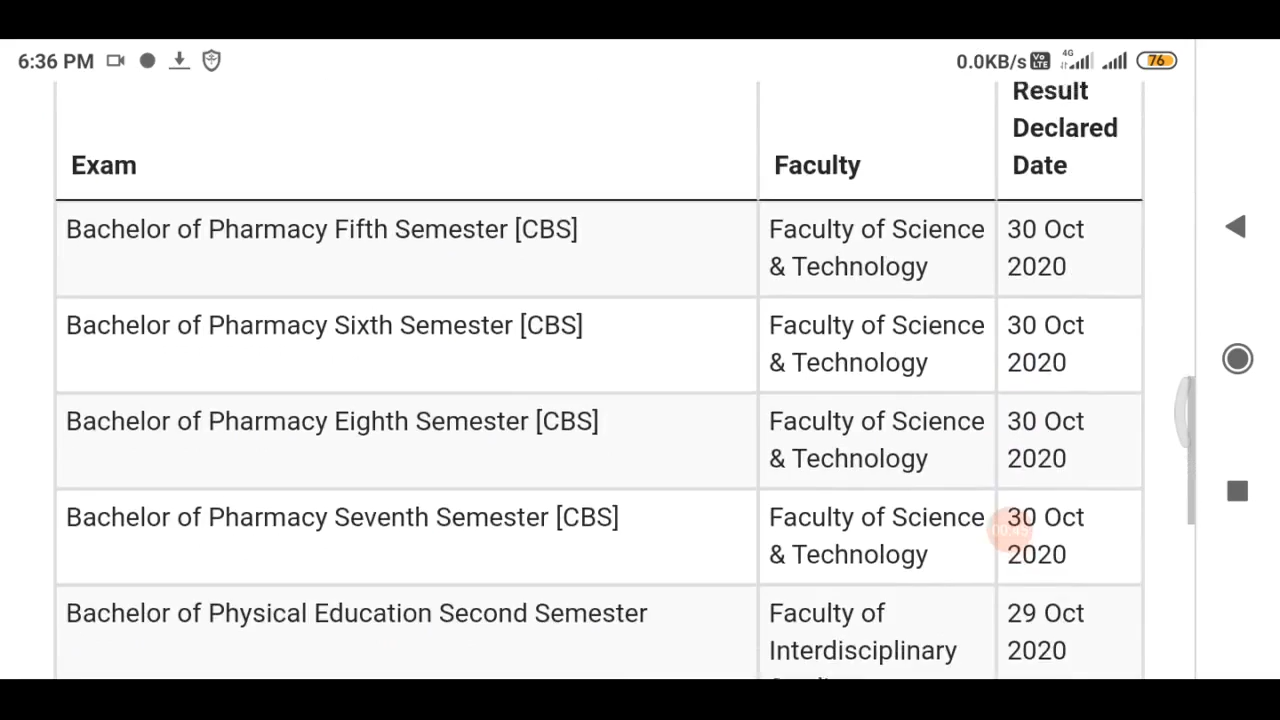 6:36 PM
0.0KB/s Vo LTE 4G 76
Result
Declared
Exam Faculty Date
Bachelor of Pharmacy Fifth Semester [CBS] Faculty of Science 30 Oct
& Technology 2020
Bachelor of Pharmacy Sixth Semester [CBS] Faculty of Science 30 Oct
& Technology 2020
Bachelor of Pharmacy Eighth Semester [CBS] Faculty of Science 30 Oct
& Technology 2020
Bachelor of Pharmacy Seventh Semester [CBS] Faculty of Science 30 Oct
00:45
& Technology 2020
Bachelor of Physical Education Second Semester Faculty of 29 Oct
Interdisciplinary 2020